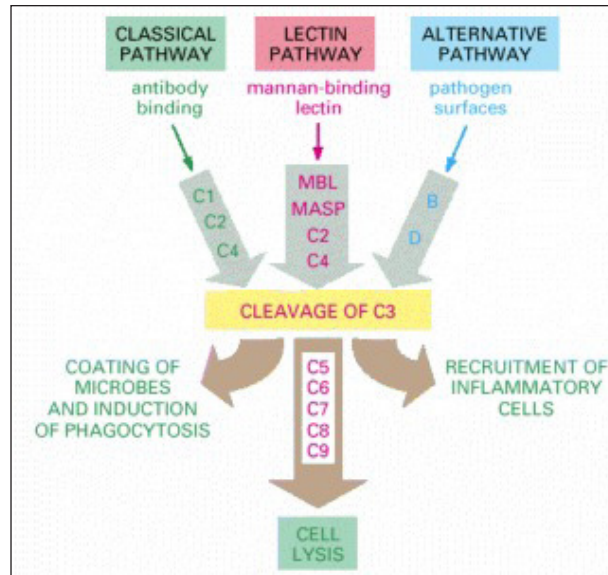 CLASSICAL
PATHWAY
LECTIN
PATHWAY
ALTERNATIVE
PATHWAY
antibody
binding
mannan-binding
lectin
pathogen
surfaces
C1
C2
C4
MBL
MASP
C2
C4
B
D
CLEAVAGE OF C3
COATING OF
MICROBES
AND INDUCTION
OF PHAGOCYTOSIS
C5
C6
C7
C8
C9
RECRUITMENT OF
INFLAMMATORY
CELLS
CELL
LYSIS